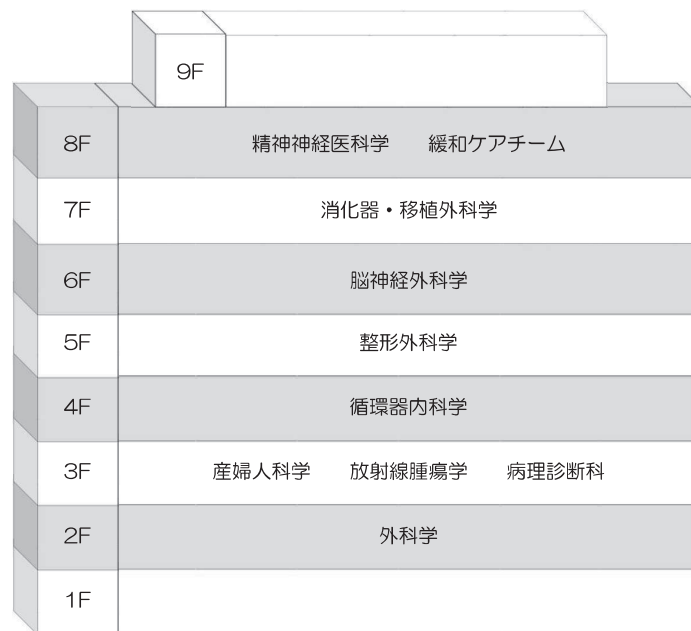 9F
8F 精神神経医科学 緩和ケアチーム
7F 消化器・移植外科学
6F 脳神経外科学
5F 整形外科学
4F 循環器内科学
3F 産婦人科学 放射線腫瘍学 病理診断科
2F 外科学
1F